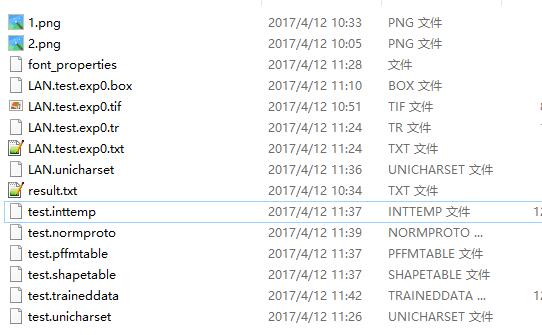 1.png 2017/4/12 10:33 PNG 文件
2.png 2017/4/12 10:05 PNG 文件
font_properties 2017/4/12 11:28 文件
LAN.test.exp0.box 2017/4/12 11:10 BOX 文件
LAN.test.exp0.tif 2017/4/12 10:51 TIF 文件
LAN.test.exp0.tr 2017/4/12 11:24 TR 文件
LAN.test.exp0.txt 2017/4/12 11:24 TXT 文件
LAN.unicharset 2017/4/12 11:36 UNICHARSET 文件
result.txt 2017/4/12 10:34 TXT 文件
test.inttemp 2017/4/12 11:37 INTTEMP 文件
test.normproto 2017/4/12 11:39 NORMPROTO ...
test.pffmtable 2017/4/12 11:37 PFFMTABLE 文件
test.shapetable 2017/4/12 11:37 SHAPETABLE 文件
test.traineddata 2017/4/12 11:42 TRAINEDDATA ...
test.unicharset 2017/4/12 11:26 UNICHARSET 文件